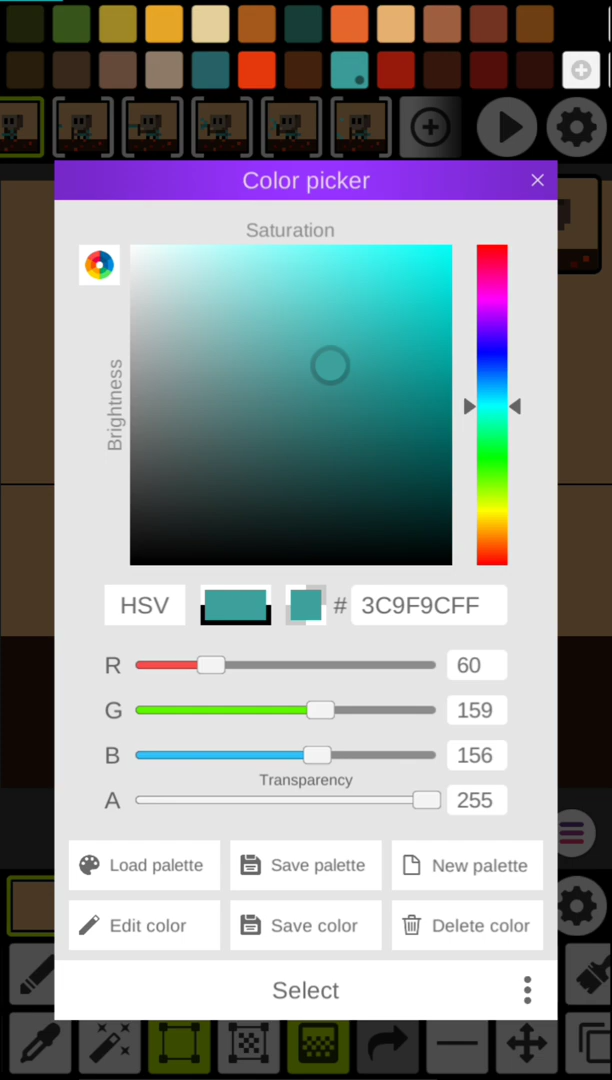 Color picker
Saturation
Brightness
HSV # 3C9F9CFF
R 60
G 159
B 156
Transparency
A 255
Load palette Save palette New palette
Edit color Save color Delete color
Select